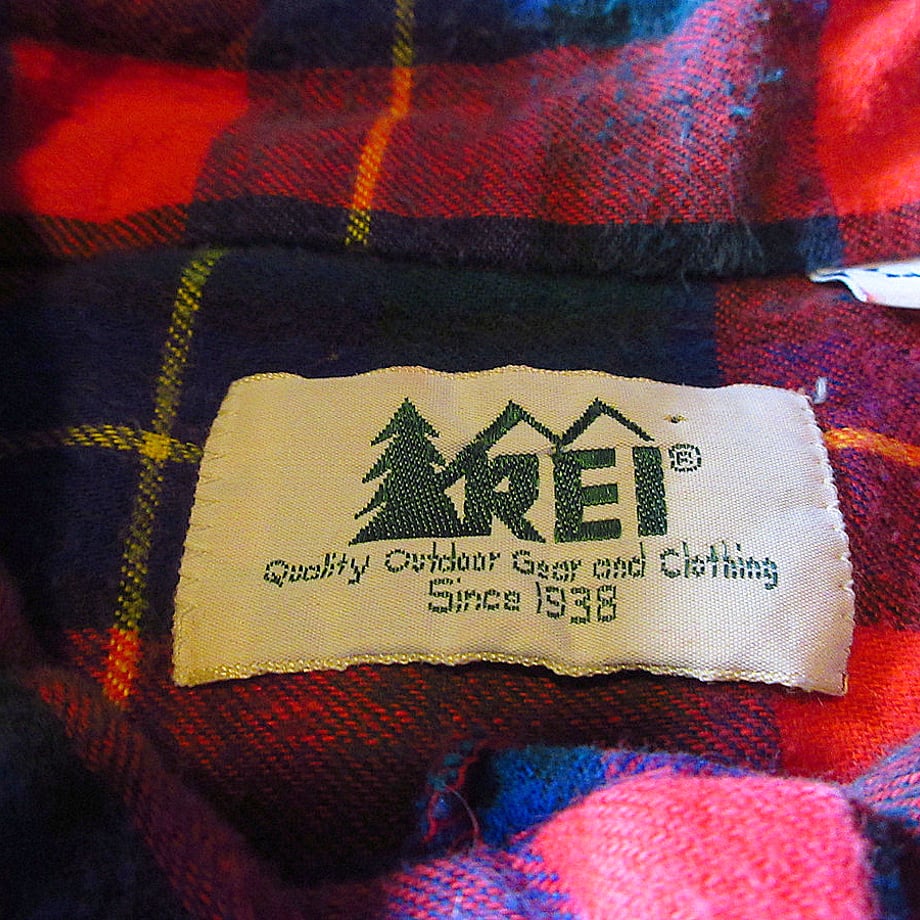 REI®
Quality Outdoor Gear and Clothing
Since 1938